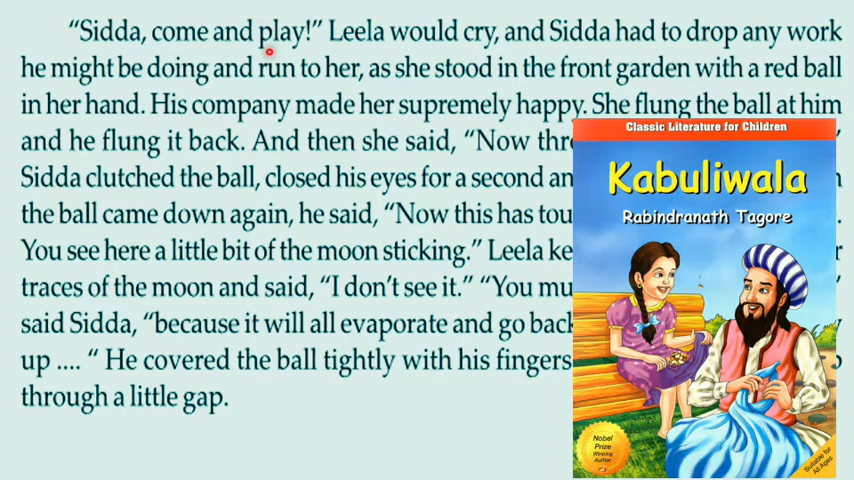 “Sidda, come and play!” Leela would cry, and Sidda had to drop any work
he might be doing and run to her, as she stood in the front garden with a red ball
in her hand. His company made her supremely happy. She flung the ball at him
and he flung it back. And then she said, “Now thr
Sidda clutched the ball, closed his eyes for a second an
the ball came down again, he said, “Now this has tou
You see here a little bit of the moon sticking.” Leela ke
traces of the moon and said, “I don’t see it.” “You mu
said Sidda, “because it will all evaporate and go back
up .... “ He covered the ball tightly with his fingers
through a little gap.
Classic Literature for Children
Kabuliwala
Rabindranath Tagore
Nobel
Prize
Winning
Author
Suitable for
All Ages